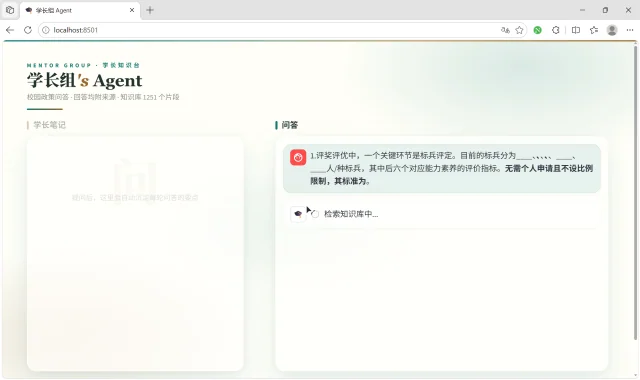 学长组 Agent
localhost:8501
MENTOR GROUP · 学长知识台
学长组's Agent
校园政策问答 · 回答均附来源 · 知识库 1251 个片段
学长笔记
问答
1.评奖评优中，一个关键环节是标兵评定。目前的标兵分为____、、、、____、
____人/种标兵，其中后六个对应能力素养的评价指标。无需个人申请且不设比例
限制，其标准为。
检索知识库中...